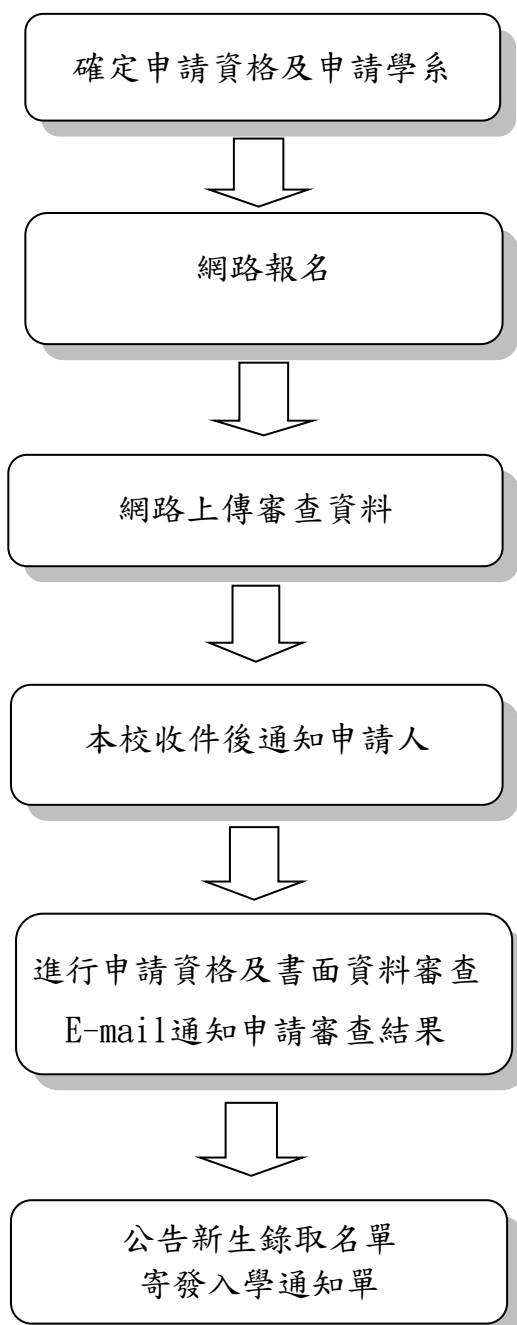 確定申請資格及申請學系
網路報名
網路上傳審查資料
本校收件後通知申請人
進行申請資格及書面資料審查
E-mail通知申請審查結果
公告新生錄取名單
寄發入學通知單